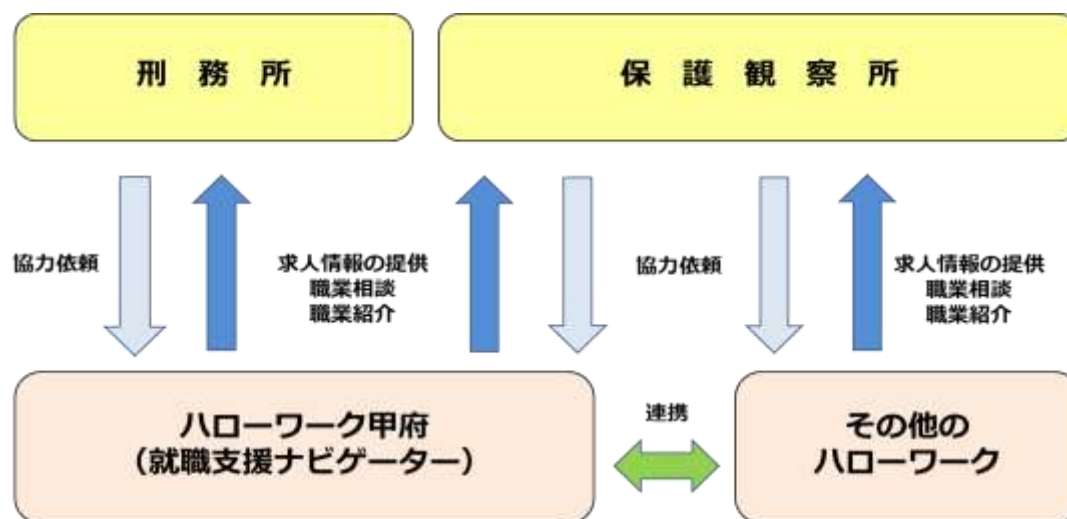 刑　務　所
保　護　観　察　所
協力依頼
求人情報の提供
職業相談
職業紹介
協力依頼
求人情報の提供
職業相談
職業紹介
ハローワーク甲府
（就職支援ナビゲーター）
連携
その他の
ハローワーク